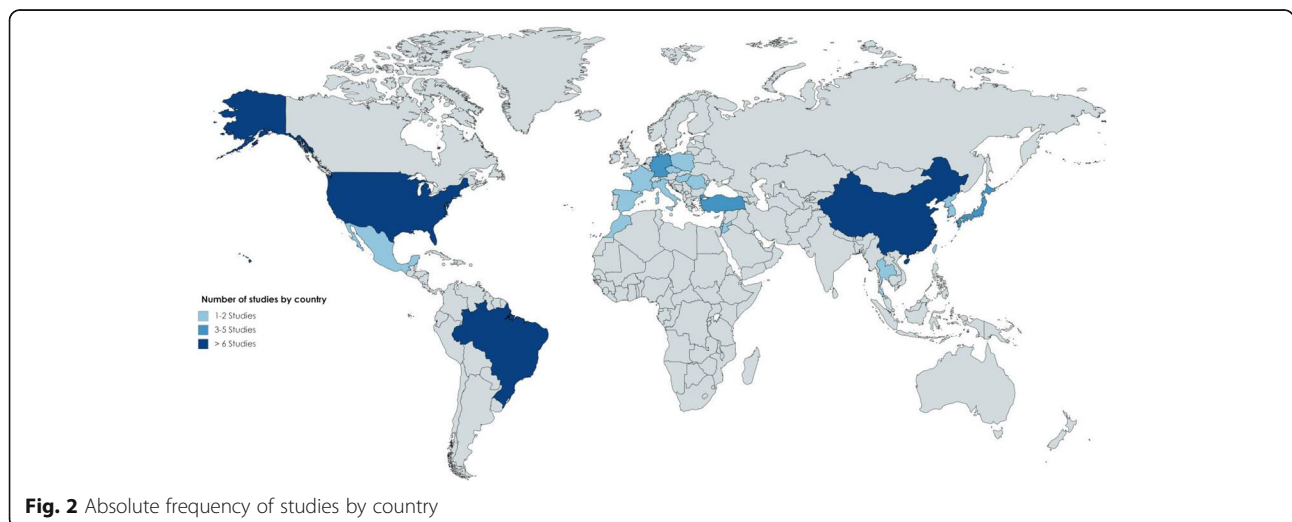 Number of studies by country
1-2 Studies
3-5 Studies
> 6 Studies
Fig. 2 Absolute frequency of studies by country